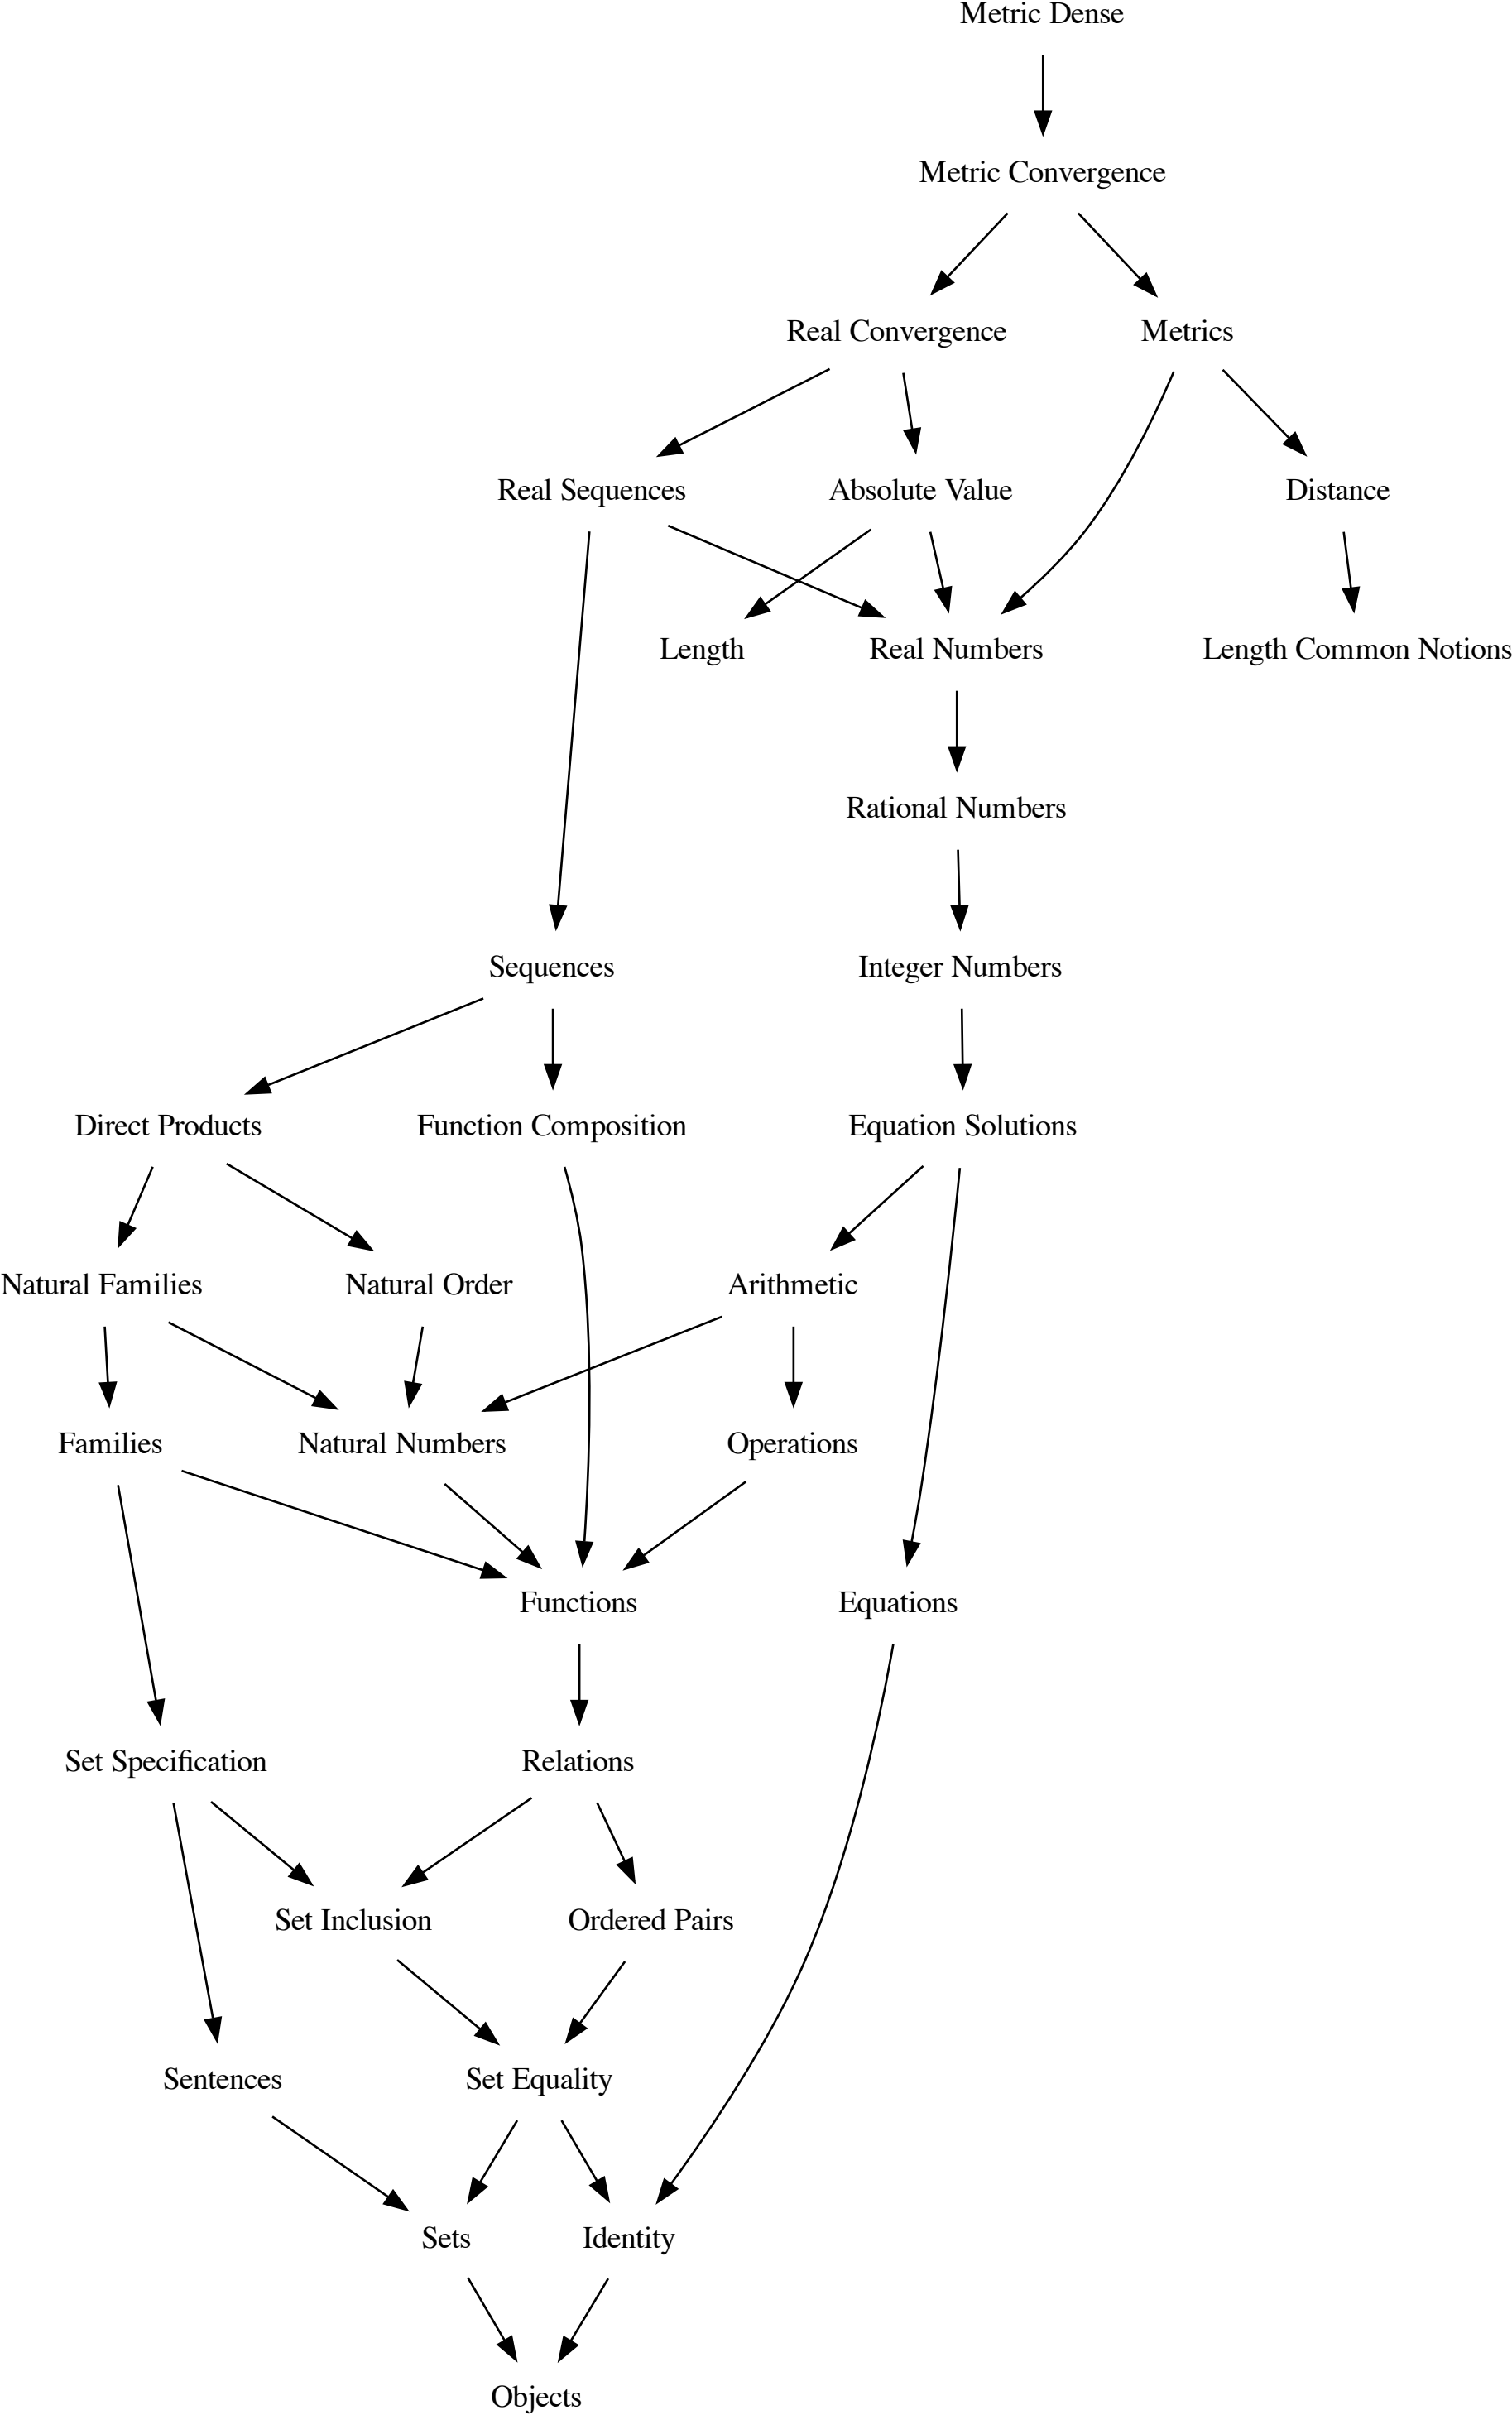 Metric Dense
Metric Convergence
Real Convergence
Metrics
Real Sequences
Absolute Value
Distance
Length
Real Numbers
Length Common Notions
Rational Numbers
Sequences
Integer Numbers
Direct Products
Function Composition
Equation Solutions
Natural Families
Natural Order
Arithmetic
Families
Natural Numbers
Operations
Functions
Equations
Set Specification
Relations
Set Inclusion
Ordered Pairs
Sentences
Set Equality
Sets
Identity
Objects